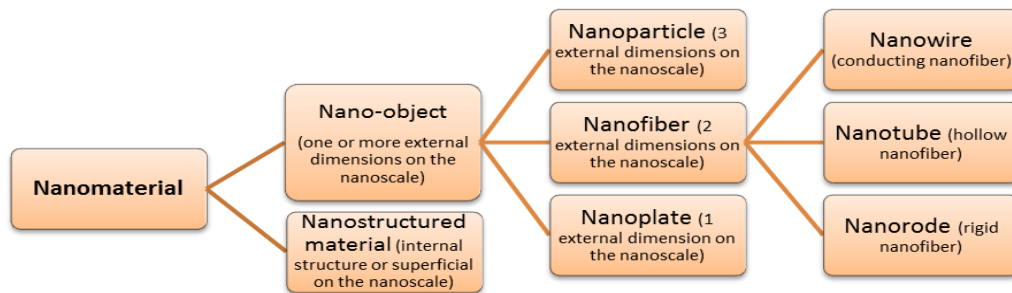 Nanomaterial
Nano-object
(one or more external
dimensions on the
nanoscale)
Nanostructured
material (internal
structure or superficial
on the nanoscale)
Nanoparticle (3
external dimensions on
the nanoscale)
Nanofiber (2
external dimensions on
the nanoscale)
Nanoplate (1
external dimension on
the nanoscale)
Nanowire
(conducting nanofiber)
Nanotube (hollow
nanofiber)
Nanorode (rigid
nanofiber)